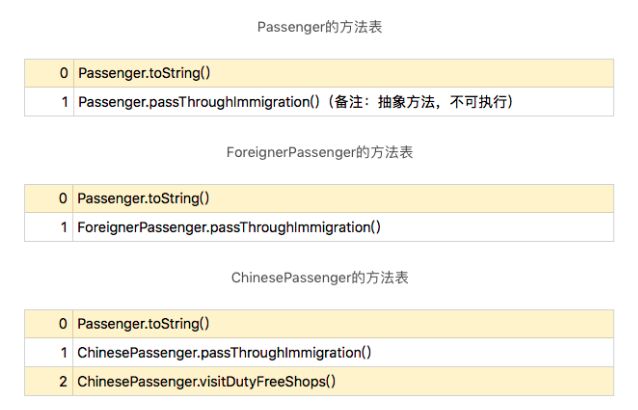 Passenger的方法表
0 Passenger.toString()
1 Passenger.passThroughImmigration()（备注：抽象方法，不可执行）
ForeignerPassenger的方法表
0 Passenger.toString()
1 ForeignerPassenger.passThroughImmigration()
ChinesePassenger的方法表
0 Passenger.toString()
1 ChinesePassenger.passThroughImmigration()
2 ChinesePassenger.visitDutyFreeShops()